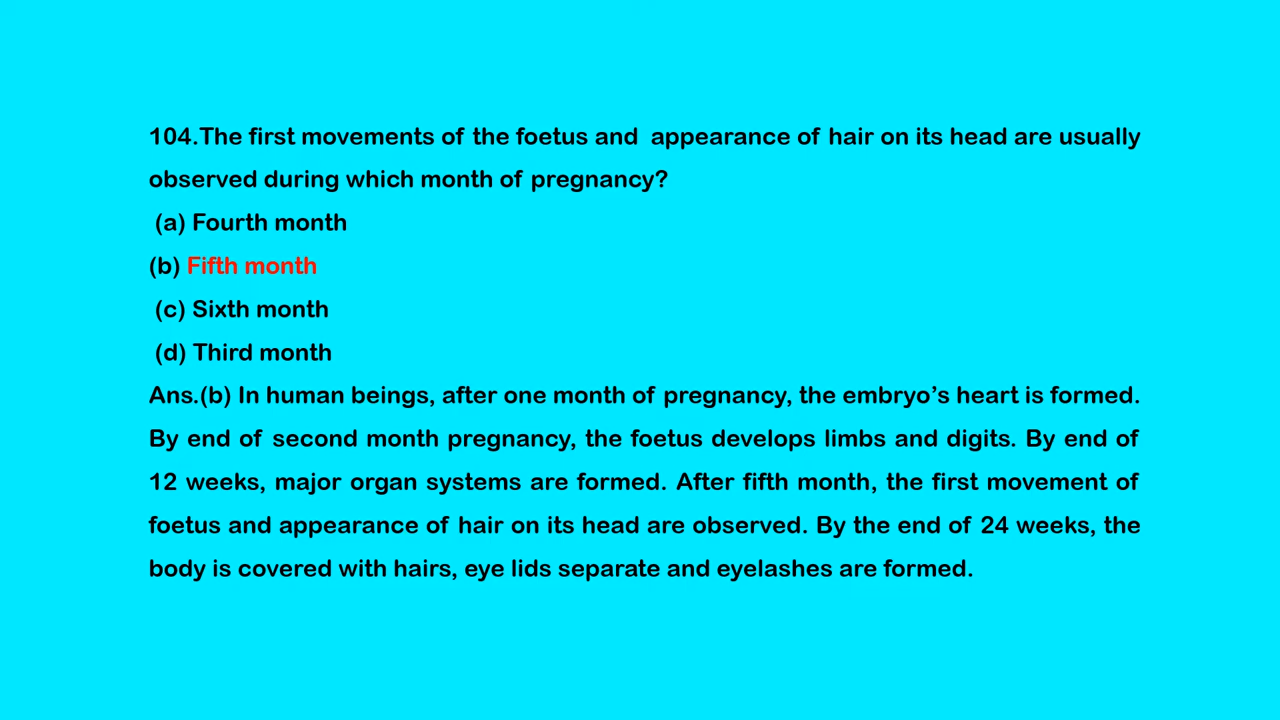 104.The first movements of the foetus and appearance of hair on its head are usually
observed during which month of pregnancy?
(a) Fourth month
(b) Fifth month
(c) Sixth month
(d) Third month
Ans.(b) In human beings, after one month of pregnancy, the embryo’s heart is formed.
By end of second month pregnancy, the foetus develops limbs and digits. By end of
12 weeks, major organ systems are formed. After fifth month, the first movement of
foetus and appearance of hair on its head are observed. By the end of 24 weeks, the
body is covered with hairs, eye lids separate and eyelashes are formed.